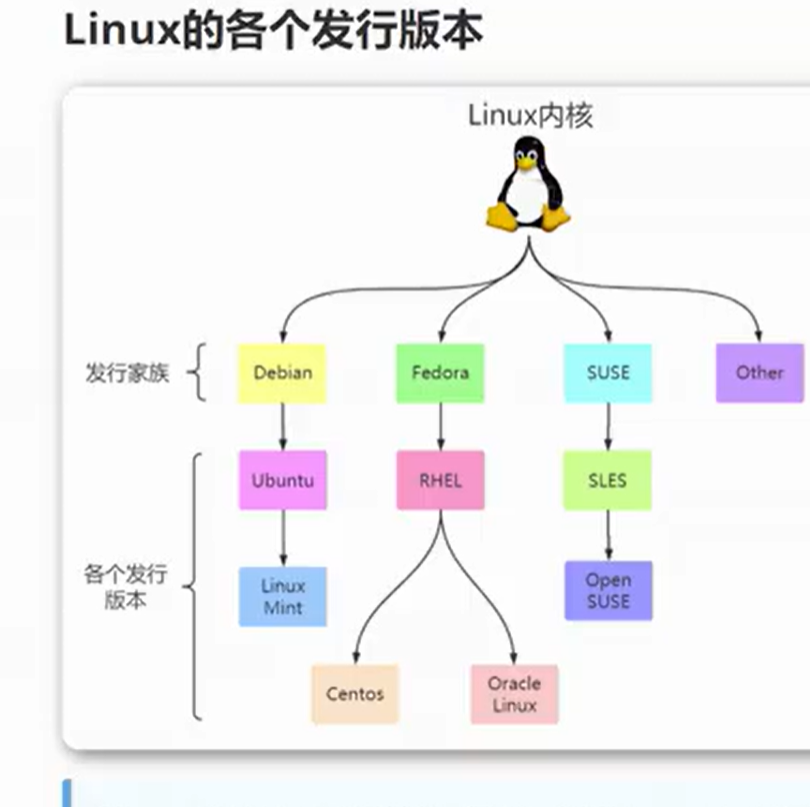 Linux的各个发行版本
Linux内核
发行家族
Debian
Fedora
SUSE
Other
Ubuntu
RHEL
SLES
各个发行
版本
Linux
Mint
Open
SUSE
Centos
Oracle
Linux